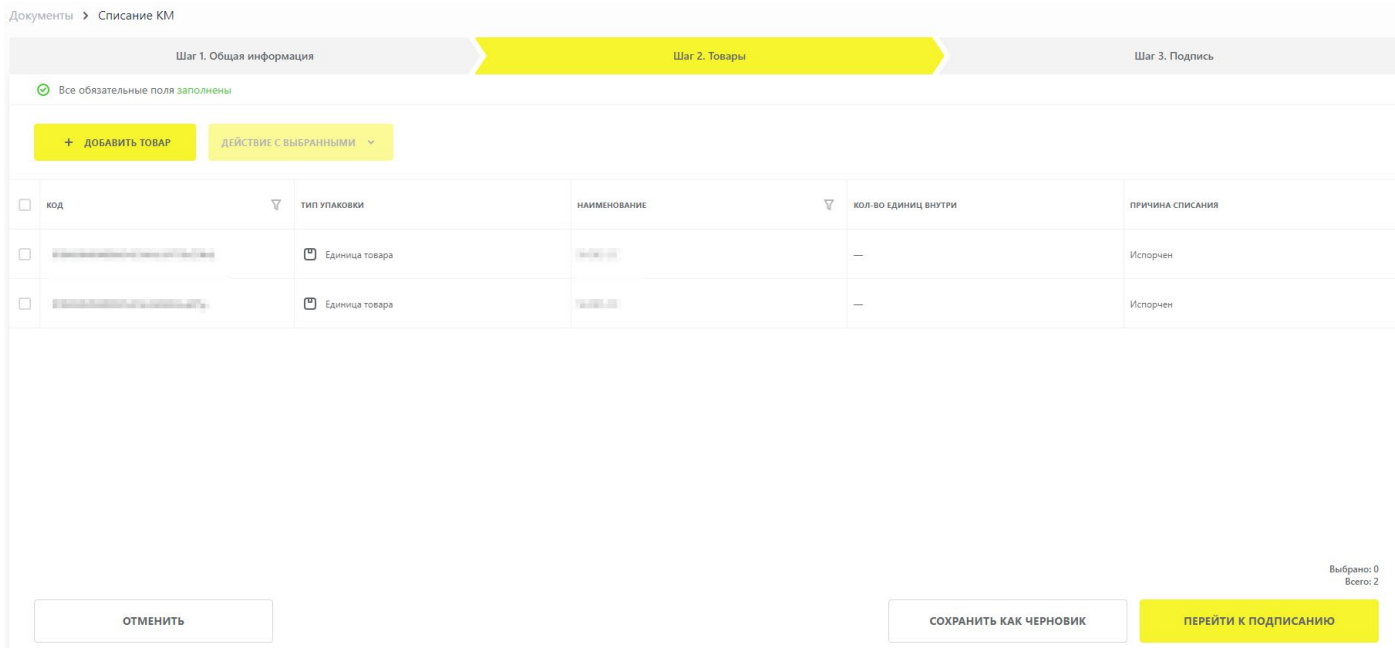 Документы > Списание КМ
Шаг 1. Общая информация
Шаг 2. Товары
Шаг 3. Подпись
Все обязательные поля заполнены
+ ДОБАВИТЬ ТОВАР
ДЕЙСТВИЕ С ВЫБРАННЫМИ
КОД
ТИП УПАКОВКИ
НАИМЕНОВАНИЕ
КОЛ-ВО ЕДИНИЦ ВНУТРИ
ПРИЧИНА СПИСАНИЯ
Единица товара
—
Испорчен
Единица товара
—
Испорчен
Выбрано: 0
Всего: 2
ОТМЕНИТЬ
СОХРАНИТЬ КАК ЧЕРНОВИК
ПЕРЕЙТИ К ПОДПИСАНИЮ